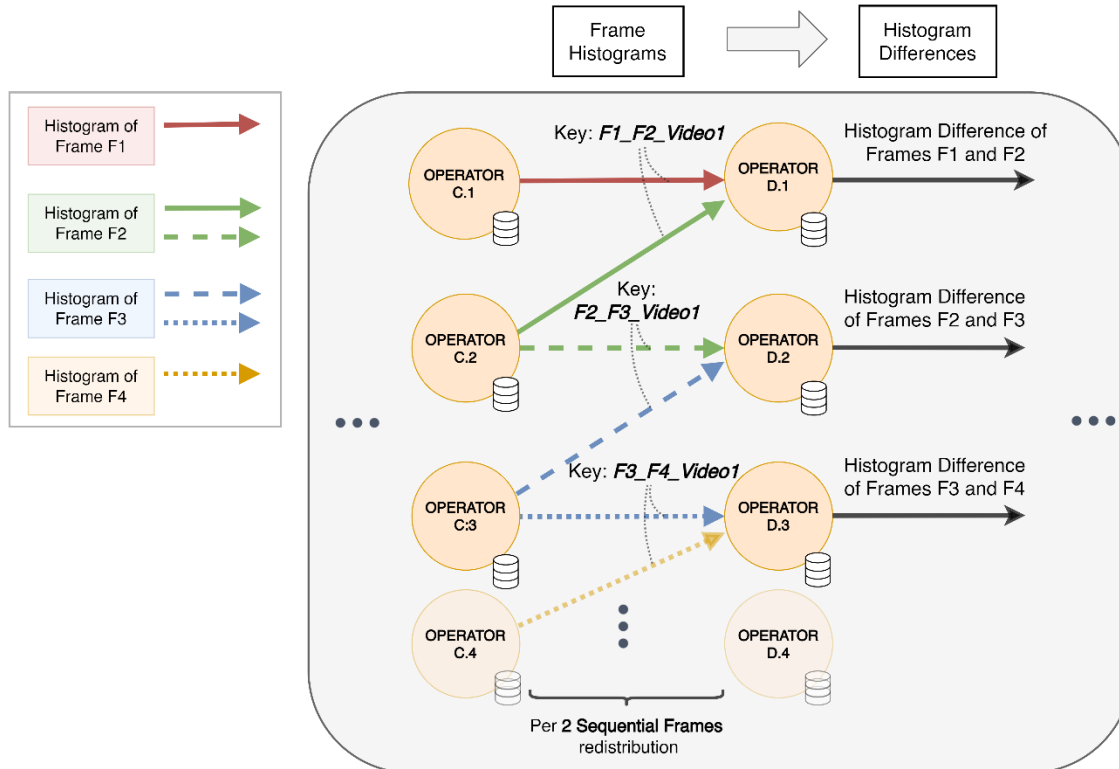 Frame
Histograms
Histogram
Differences
Histogram of
Frame F1
Histogram of
Frame F2
Histogram of
Frame F3
Histogram of
Frame F4
Key: F1_F2_Video1
OPERATOR
C.1
OPERATOR
D.1
Histogram Difference of
Frames F1 and F2
Key:
F2_F3_Video1
OPERATOR
C.2
OPERATOR
D.2
Histogram Difference
of Frames F2 and F3
Key: F3_F4_Video1
OPERATOR
C:3
OPERATOR
D.3
Histogram Difference
of Frames F3 and F4
OPERATOR
C.4
OPERATOR
D.4
Per 2 Sequential Frames
redistribution